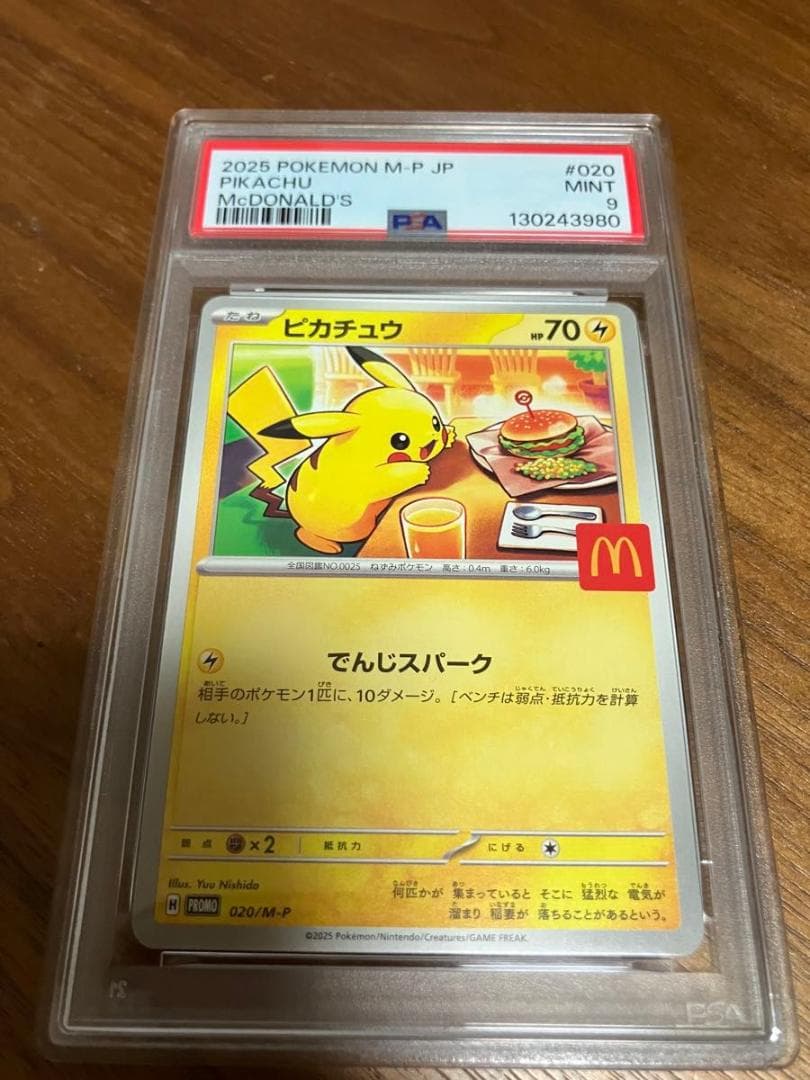 2025 POKEMON M-P JP #020
PIKACHU MINT
McDONALD'S 9
PSA 130243980
たね ピカチュウ HP70
全国図鑑NO.0025 ねずみポケモン 高さ:0.4m 重さ:6.0kg
でんじスパーク
相手のポケモン1匹に、10ダメージ。[ベンチは弱点・抵抗力を計算
しない。]
弱点 ×2 抵抗力 にげる
Illus. Yuu Nishida
何匹かが 集まっていると そこに 猛烈な 電気が
溜まり 稲妻が 落ちることがあるという。
H PROMO 020/M-P
©2025 Pokémon/Nintendo/Creatures/GAME FREAK.
PSA